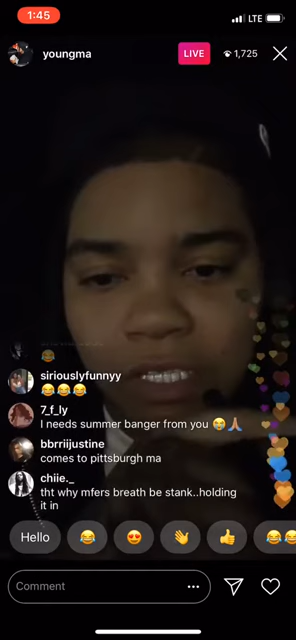 1:45
LTE
youngma
LIVE
1,725
😂
siriouslyfunnyy
😂😂😂
7_f_ly
I needs summer banger from you 😭🙏🏽
bbrriijustine
comes to pittsburgh ma
chiie._
tht why mfers breath be stank..holding
it in
Hello 😂 😍 👋 👍 😂😂
Comment